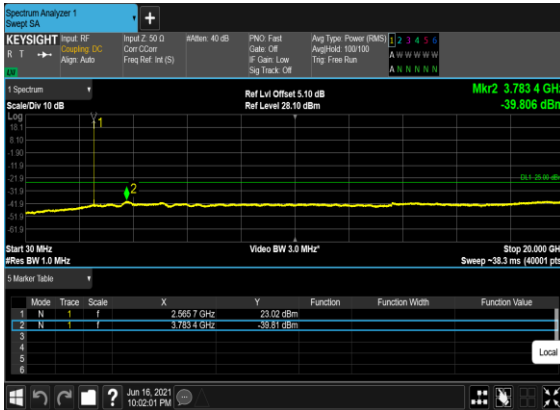 Spectrum Analyzer 1
Swept SA
KEYSIGHT
R T
Input: RF
Coupling: DC
Align: Auto
Input Z: 50 Ω
Corr CCorr
Freq Ref: Int (S)
#Atten: 40 dB
PNO: Fast
Gate: Off
IF Gain: Low
Sig Track: Off
Avg Type: Power (RMS)
Avg|Hold: 100/100
Trig: Free Run
1 2 3 4 5 6
A W W W W W
A N N N N N
1 Spectrum
Scale/Div 10 dB
Ref Lvl Offset 5.10 dB
Ref Level 28.10 dBm
Mkr2 3.783 4 GHz
-39.806 dBm
Log
18.1
8.10
-1.90
-11.9
-21.9
-31.9
-41.9
-51.9
-61.9
1
2
DL1 -25.00 dBm
Start 30 MHz
#Res BW 1.0 MHz
Video BW 3.0 MHz*
Stop 20.000 GHz
Sweep ~38.3 ms (40001 pts)
5 Marker Table
Mode Trace Scale X Y Function Function Width Function Value
1 N 1 f 2.565 7 GHz 23.02 dBm
2 N 1 f 3.783 4 GHz -39.81 dBm
3
4
5
6
Local
Jun 16, 2021
10:02:01 PM